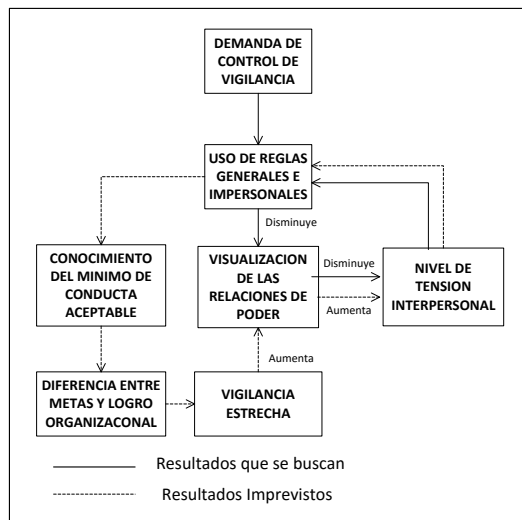 DEMANDA DE
CONTROL DE
VIGILANCIA
USO DE REGLAS
GENERALES E
IMPERSONALES
Disminuye
CONOCIMIENTO
DEL MINIMO DE
CONDUCTA
ACEPTABLE
VISUALIZACION
DE LAS
RELACIONES DE
PODER
Disminuye
Aumenta
NIVEL DE
TENSION
INTERPERSONAL
Aumenta
DIFERENCIA ENTRE
METAS Y LOGRO
ORGANIZACONAL
VIGILANCIA
ESTRECHA
Resultados que se buscan
Resultados Imprevistos